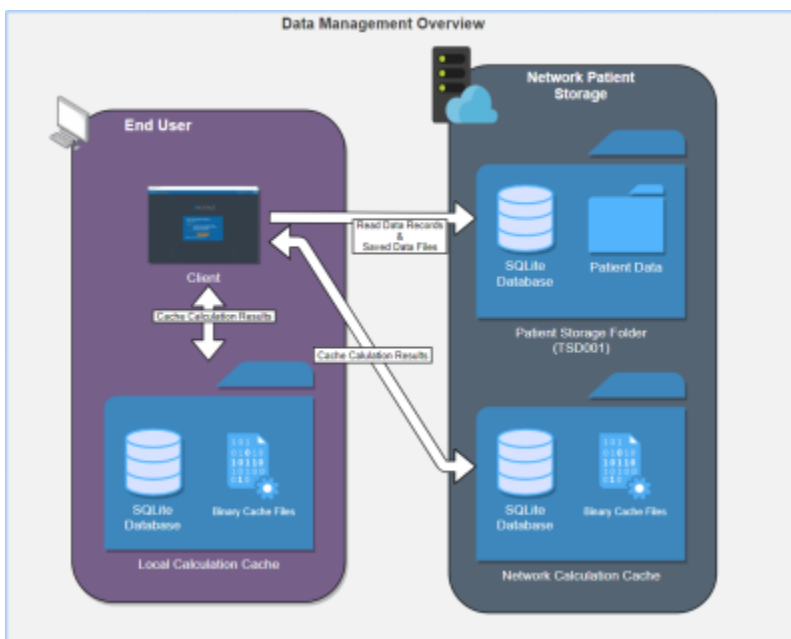 Data Management Overview
Network Patient
Storage
End User
Read Data Records
&
Saved Data Files
SQLite
Database
Patient Data
Client
Cache Calculation Results
Patient Storage Folder
(TSD001)
Cache Calulation Results
SQLite
Database
Binary Cache Files
Local Calculation Cache
SQLite
Database
Binary Cache Files
Network Calculation Cache